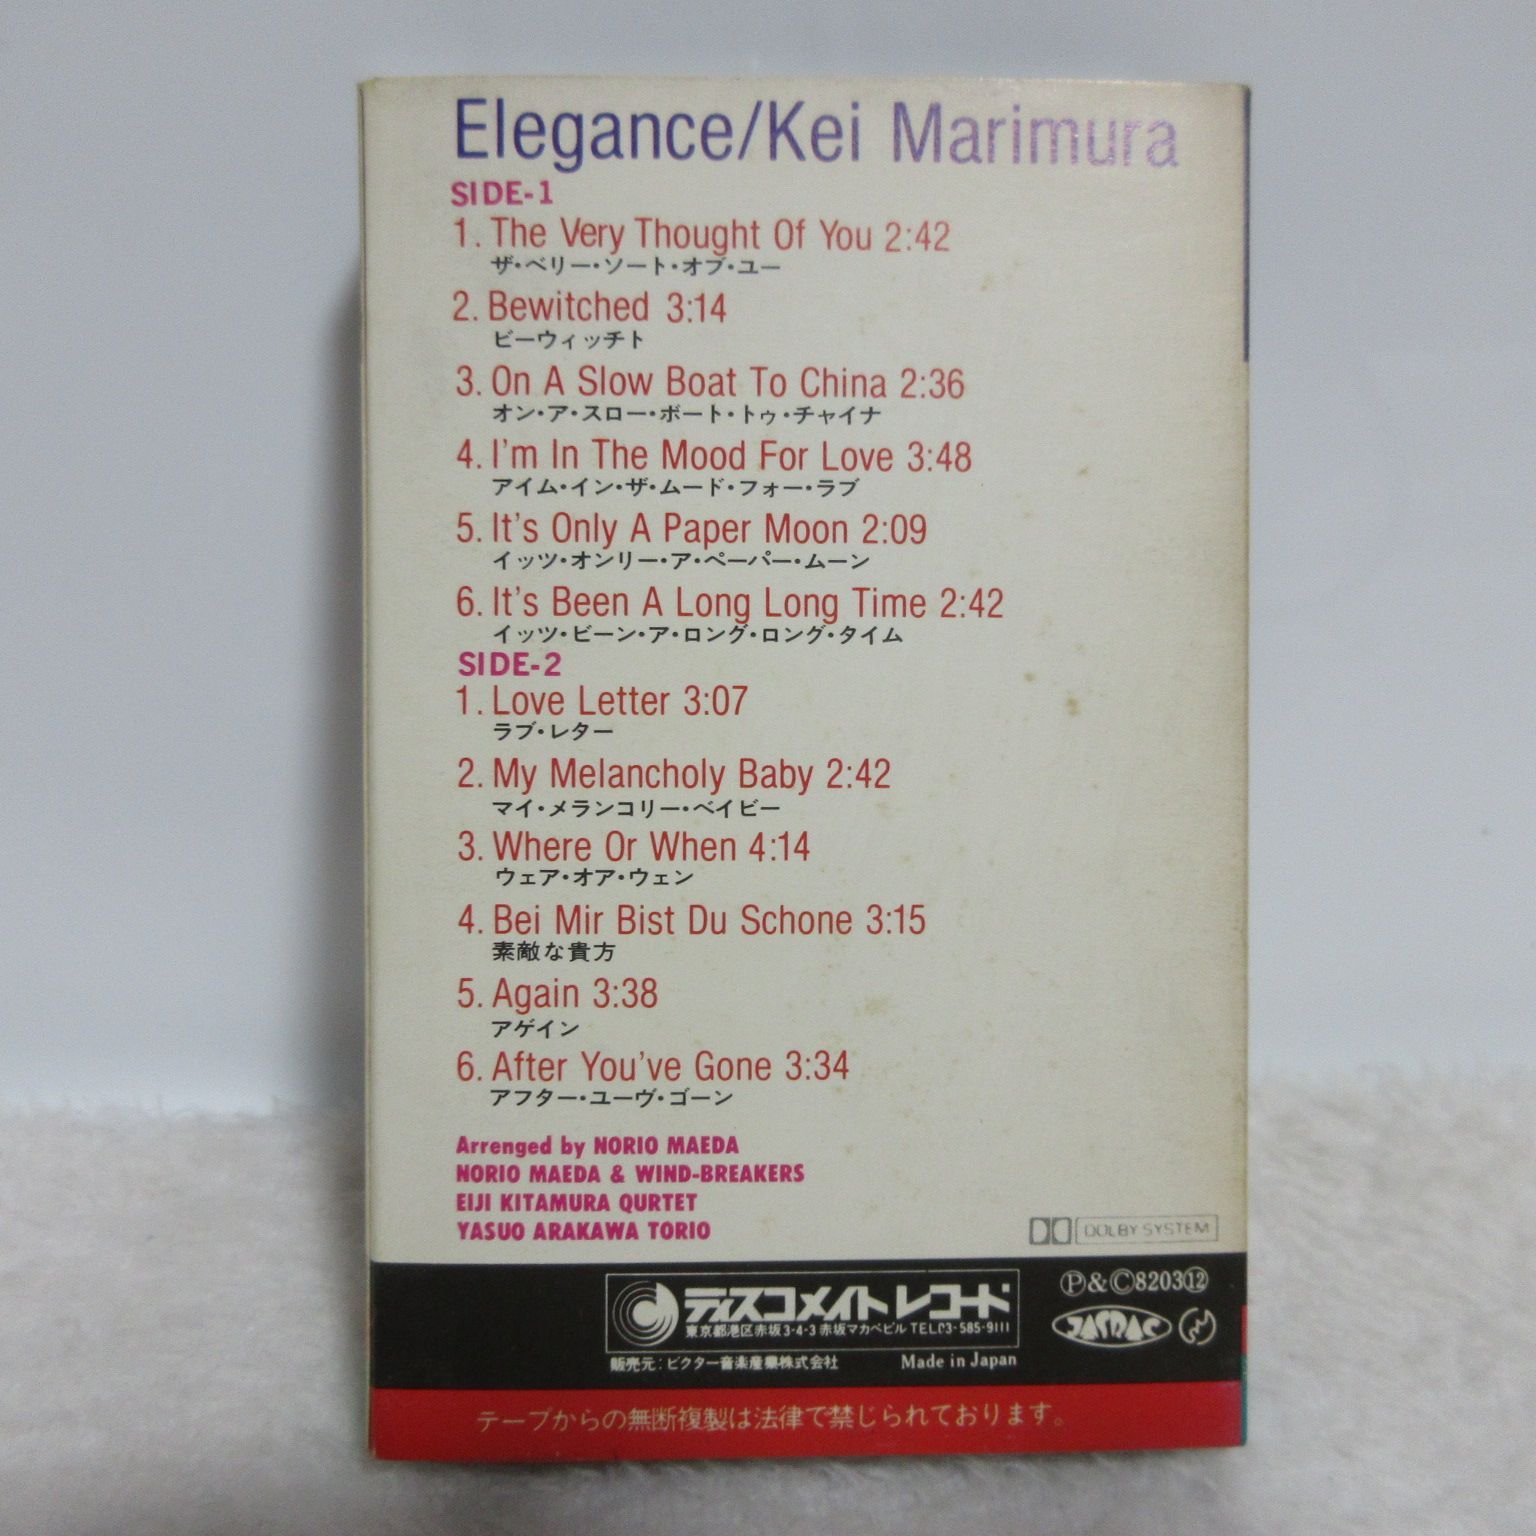 Elegance/Kei Marimura
SIDE-1
1. The Very Thought Of You 2:42
ザ・ベリー・ソート・オブ・ユー
2. Bewitched 3:14
ビーウィッチト
3. On A Slow Boat To China 2:36
オン・ア・スロー・ボート・トゥ・チャイナ
4. I'm In The Mood For Love 3:48
アイム・イン・ザ・ムード・フォー・ラブ
5. It's Only A Paper Moon 2:09
イッツ・オンリー・ア・ペーパー・ムーン
6. It's Been A Long Long Time 2:42
イッツ・ビーン・ア・ロング・ロング・タイム
SIDE-2
1. Love Letter 3:07
ラブ・レター
2. My Melancholy Baby 2:42
マイ・メランコリー・ベイビー
3. Where Or When 4:14
ウェア・オア・ウェン
4. Bei Mir Bist Du Schone 3:15
素敵な貴方
5. Again 3:38
アゲイン
6. After You've Gone 3:34
アフター・ユーヴ・ゴーン
Arrenged by NORIO MAEDA
NORIO MAEDA & WIND-BREAKERS
EIJI KITAMURA QURTET
YASUO ARAKAWA TORIO
DOLBY SYSTEM
ディスコメイトレコード
東京都港区赤坂3-4-3 赤坂マカベビル TEL03-585-9111
販売元:ビクター音楽産業株式会社 Made in Japan
Ⓟ&Ⓒ8203⑫
JASRAC
テープからの無断複製は法律で禁じられております。